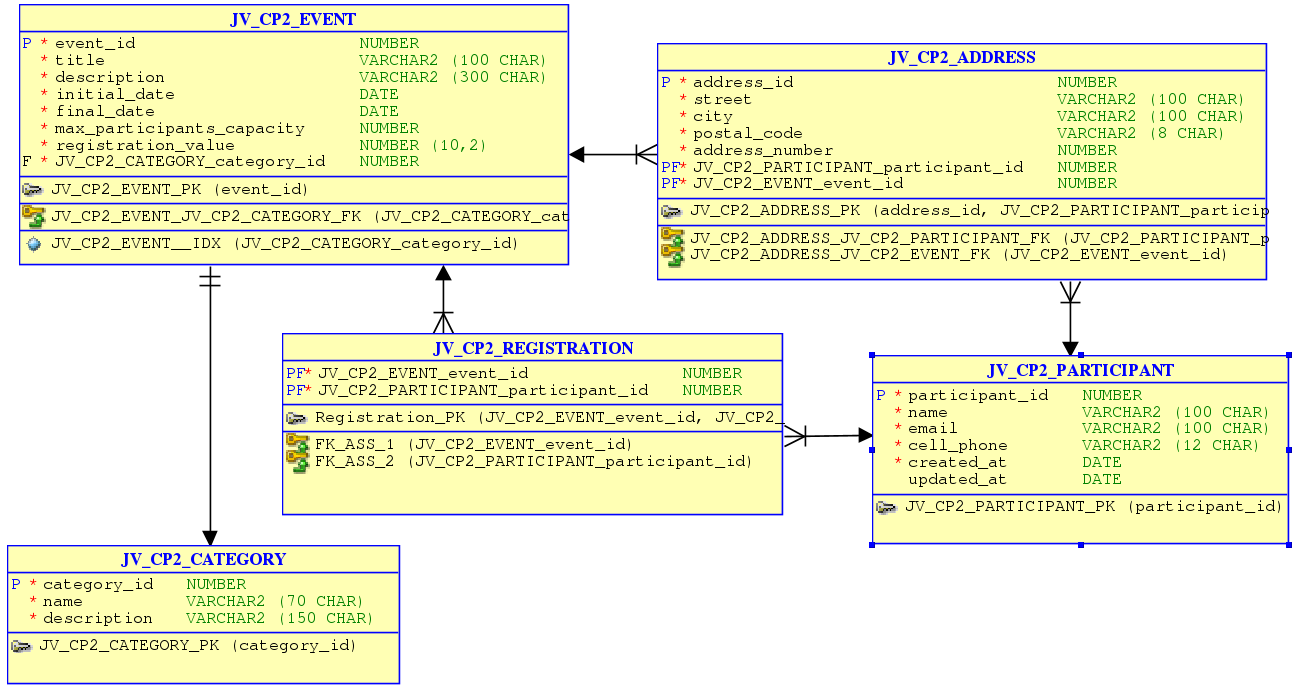 JV_CP2_EVENT
P * event_id NUMBER
* title VARCHAR2 (100 CHAR)
* description VARCHAR2 (300 CHAR)
* initial_date DATE
* final_date DATE
* max_participants_capacity NUMBER
* registration_value NUMBER (10,2)
F * JV_CP2_CATEGORY_category_id NUMBER
JV_CP2_EVENT_PK (event_id)
JV_CP2_EVENT_JV_CP2_CATEGORY_FK (JV_CP2_CATEGORY_cat
JV_CP2_EVENT__IDX (JV_CP2_CATEGORY_category_id)
JV_CP2_ADDRESS
P * address_id NUMBER
* street VARCHAR2 (100 CHAR)
* city VARCHAR2 (100 CHAR)
* postal_code VARCHAR2 (8 CHAR)
* address_number NUMBER
PF* JV_CP2_PARTICIPANT_participant_id NUMBER
PF* JV_CP2_EVENT_event_id NUMBER
JV_CP2_ADDRESS_PK (address_id, JV_CP2_PARTICIPANT_particip
JV_CP2_ADDRESS_JV_CP2_PARTICIPANT_FK (JV_CP2_PARTICIPANT_p
JV_CP2_ADDRESS_JV_CP2_EVENT_FK (JV_CP2_EVENT_event_id)
JV_CP2_REGISTRATION
PF* JV_CP2_EVENT_event_id NUMBER
PF* JV_CP2_PARTICIPANT_participant_id NUMBER
Registration_PK (JV_CP2_EVENT_event_id, JV_CP2_
FK_ASS_1 (JV_CP2_EVENT_event_id)
FK_ASS_2 (JV_CP2_PARTICIPANT_participant_id)
JV_CP2_PARTICIPANT
P * participant_id NUMBER
* name VARCHAR2 (100 CHAR)
* email VARCHAR2 (100 CHAR)
* cell_phone VARCHAR2 (12 CHAR)
* created_at DATE
updated_at DATE
JV_CP2_PARTICIPANT_PK (participant_id)
JV_CP2_CATEGORY
P * category_id NUMBER
* name VARCHAR2 (70 CHAR)
* description VARCHAR2 (150 CHAR)
JV_CP2_CATEGORY_PK (category_id)